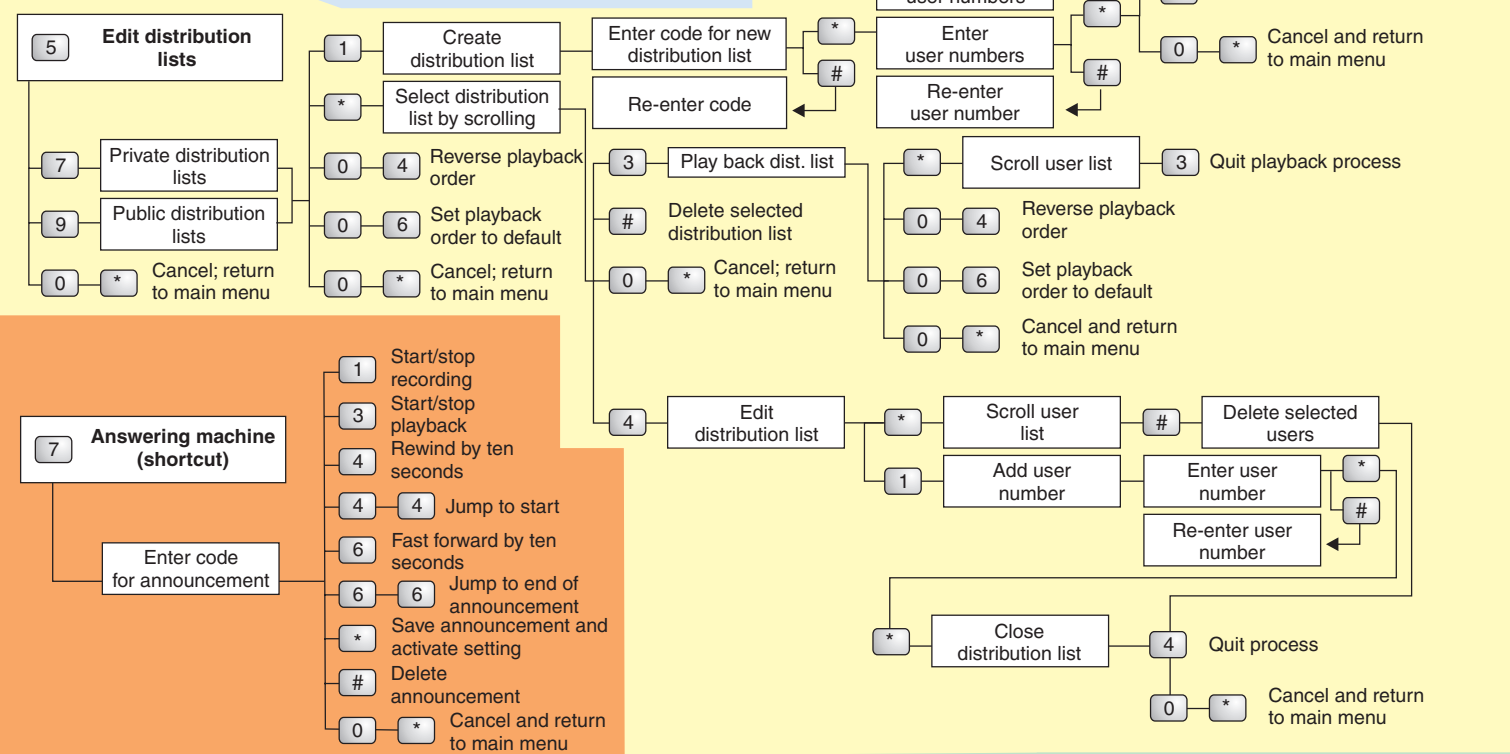 user numbers
*
5
Edit distribution
lists
1
Create
distribution list
Enter code for new
distribution list
*
#
Enter
user numbers
*
#
0
*
Cancel and return
to main menu
*
Select distribution
list by scrolling
Re-enter code
Re-enter
user number
7
Private distribution
lists
9
Public distribution
lists
0
*
Cancel; return
to main menu
0
4
Reverse playback
order
0
6
Set playback
order to default
0
*
Cancel; return
to main menu
3
Play back dist. list
#
Delete selected
distribution list
0
*
Cancel; return
to main menu
*
Scroll user list
3
Quit playback process
0
4
Reverse playback
order
0
6
Set playback
order to default
0
*
Cancel and return
to main menu
4
Edit
distribution list
*
Scroll user
list
#
Delete selected
users
1
Add user
number
Enter user
number
*
#
Re-enter user
number
*
Close
distribution list
4
Quit process
0
*
Cancel and return
to main menu
7
Answering machine
(shortcut)
Enter code
for announcement
1
Start/stop
recording
3
Start/stop
playback
4
Rewind by ten
seconds
4
4
Jump to start
6
Fast forward by ten
seconds
6
6
Jump to end of
announcement
*
Save announcement and
activate setting
#
Delete
announcement
0
*
Cancel and return
to main menu